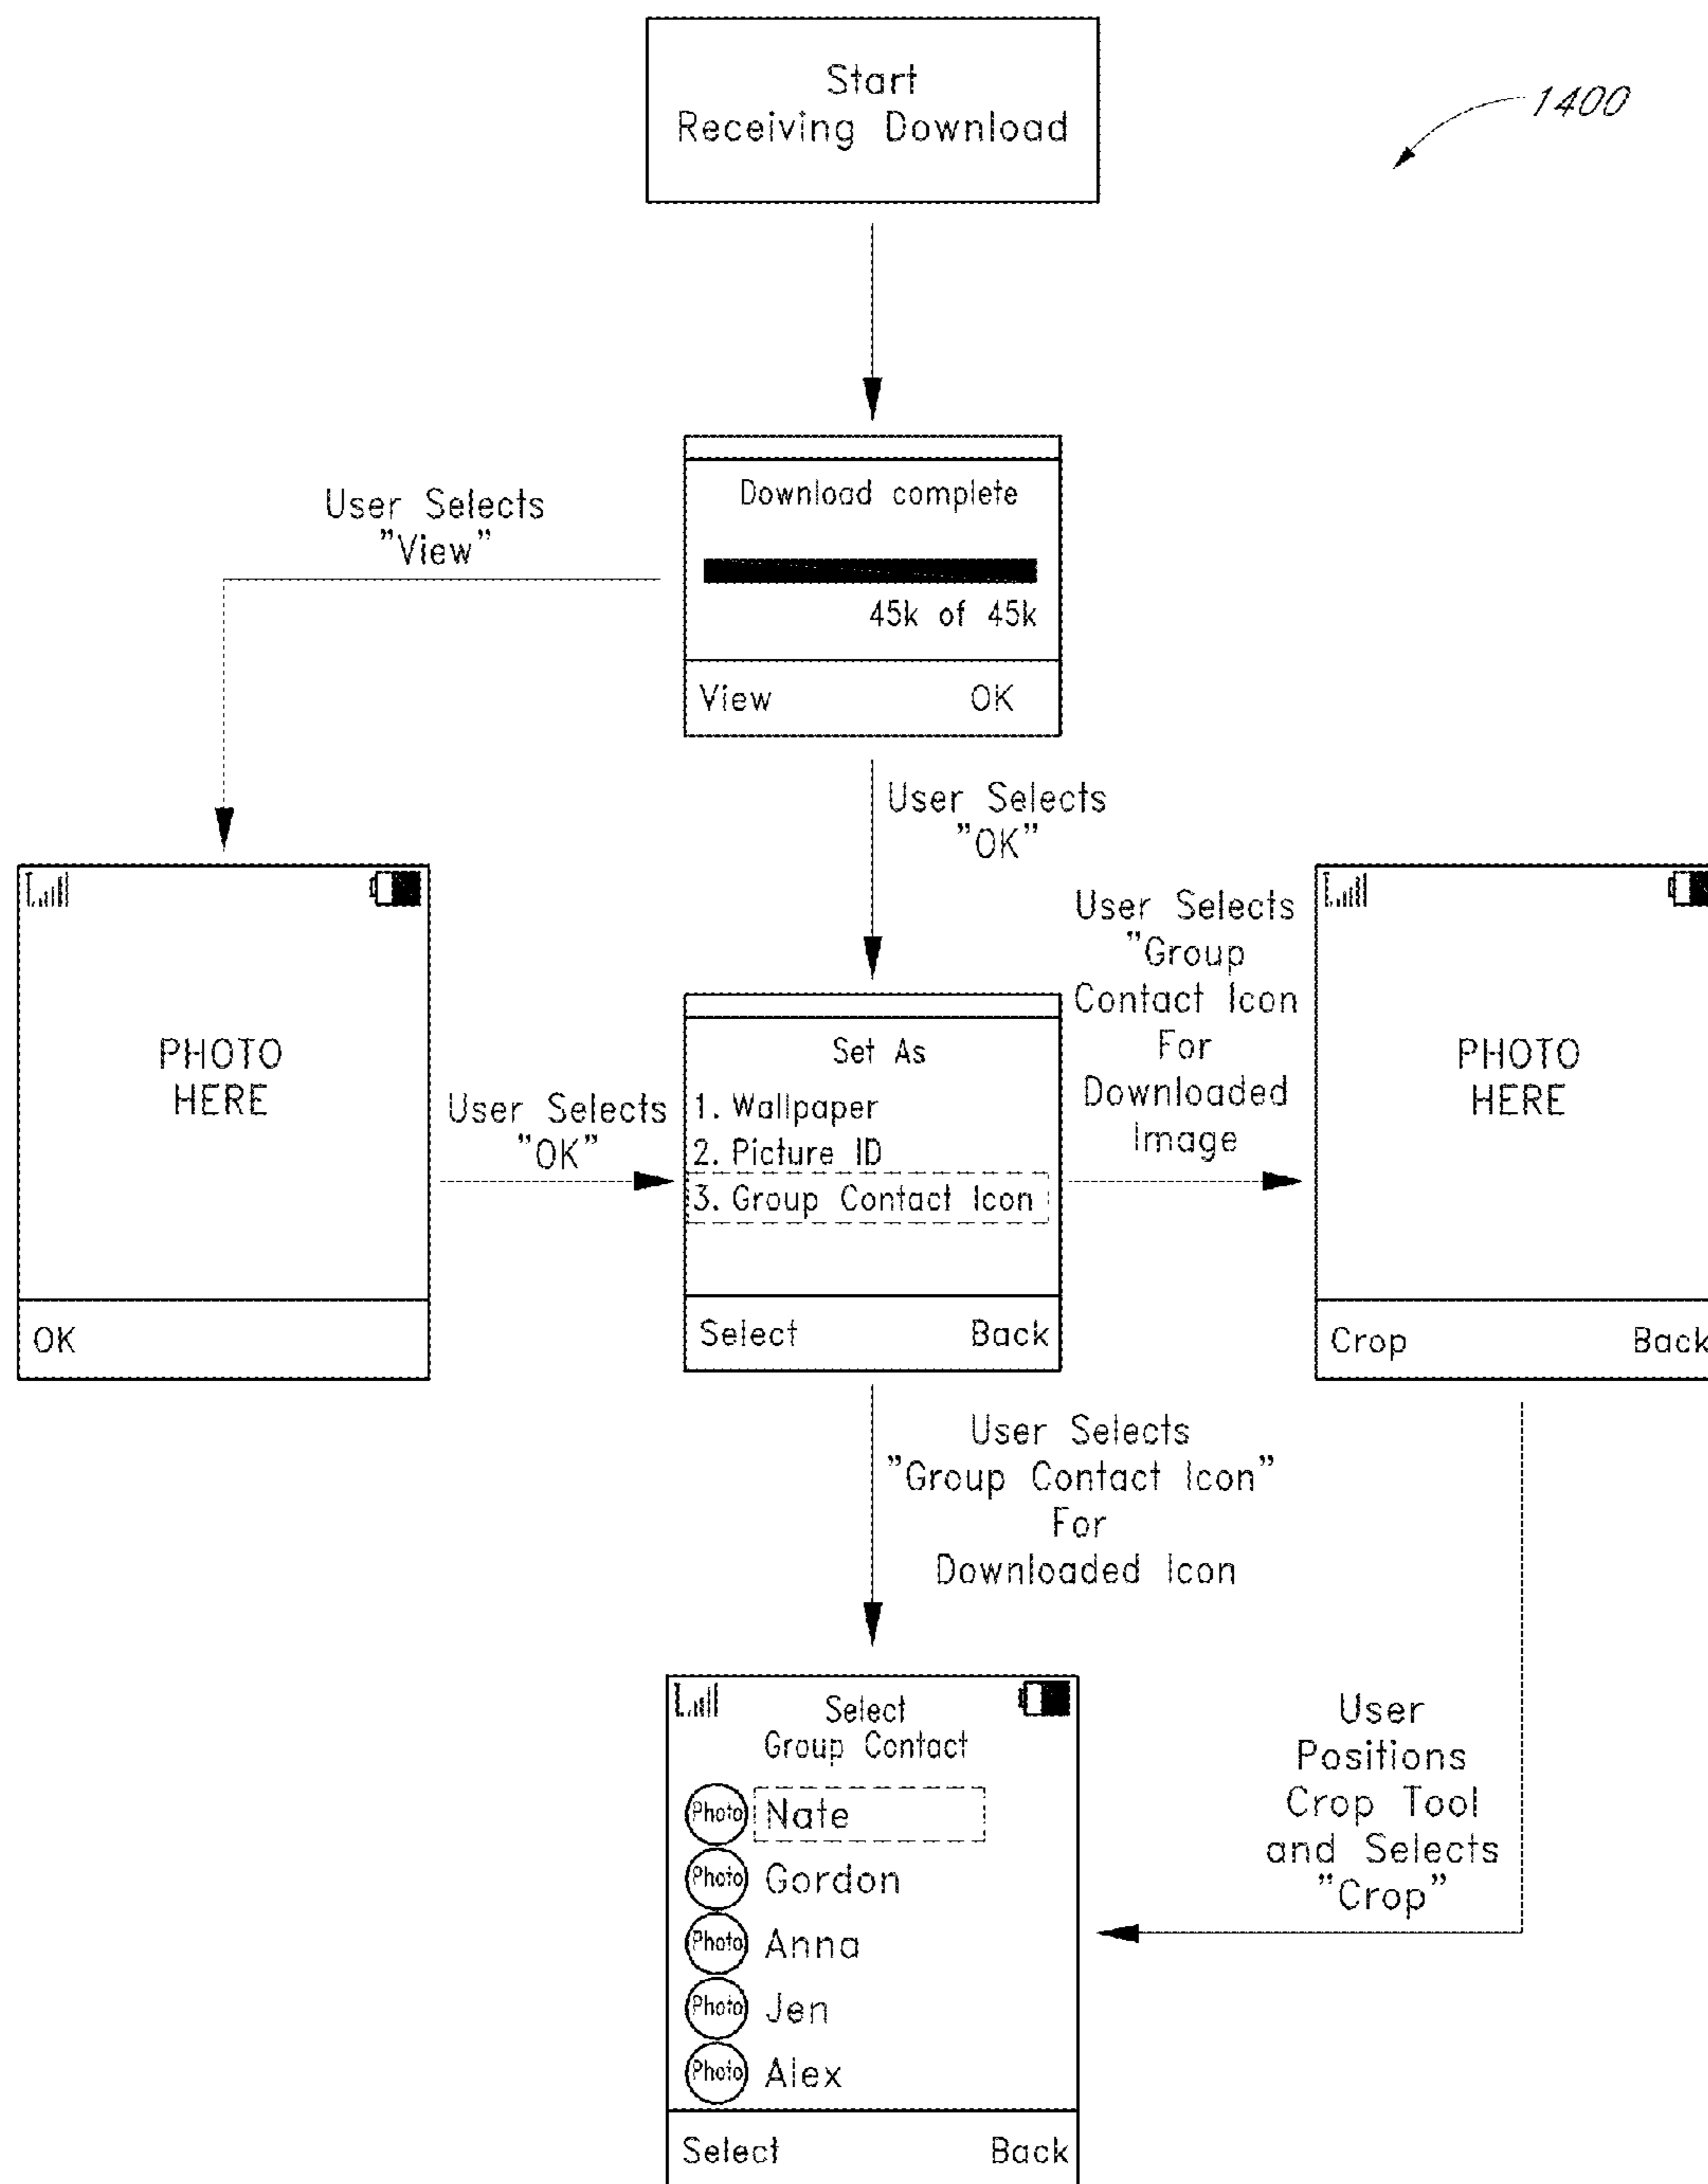 Start
Receiving Download
1400
Download complete
45k of 45k
View OK
User Selects
"View"
User Selects
"OK"
PHOTO
HERE
OK
User Selects
"OK"
Set As
1. Wallpaper
2. Picture ID
3. Group Contact Icon
Select Back
User Selects
"Group
Contact Icon
For
Downloaded
Image
PHOTO
HERE
Crop Back
User Selects
"Group Contact Icon"
For
Downloaded Icon
Select
Group Contact
Photo Nate
Photo Gordon
Photo Anna
Photo Jen
Photo Alex
Select Back
User
Positions
Crop Tool
and Selects
"Crop"